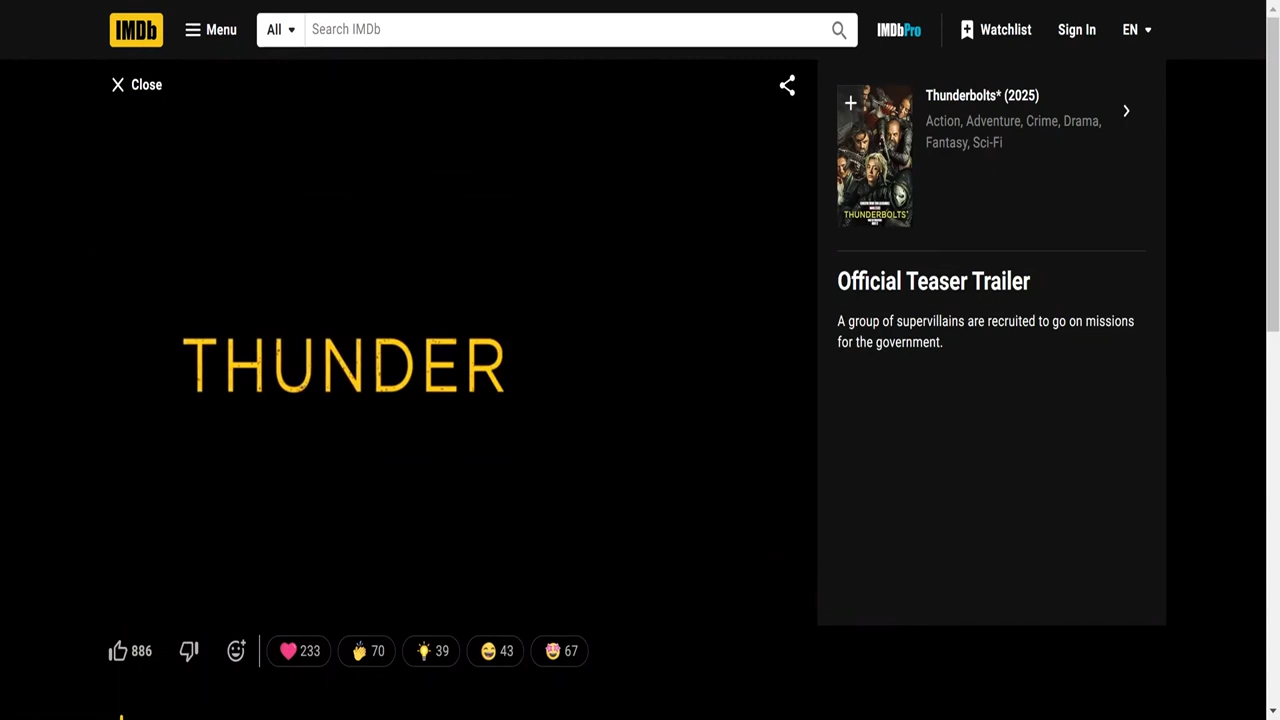 IMDb
Menu
All
Search IMDb
IMDbPro
Watchlist
Sign In
EN
Close
Thunderbolts* (2025)
Action, Adventure, Crime, Drama,
Fantasy, Sci-Fi
THUNDERBOLTS*
Official Teaser Trailer
A group of supervillains are recruited to go on missions
for the government.
THUNDER
886
233
70
39
43
67